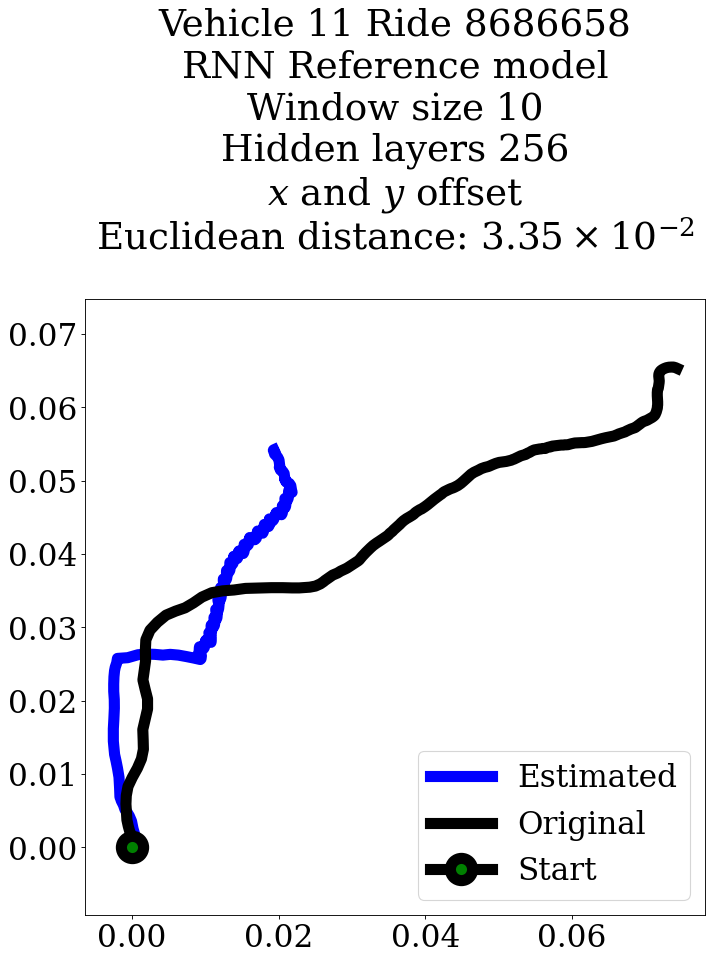 Vehicle 11 Ride 8686658
RNN Reference model
Window size 10
Hidden layers 256
x and y offset
Euclidean distance: 3.35 × 10⁻²
0.07
0.06
0.05
0.04
0.03
0.02
0.01
0.00
Estimated
Original
Start
0.00 0.02 0.04 0.06